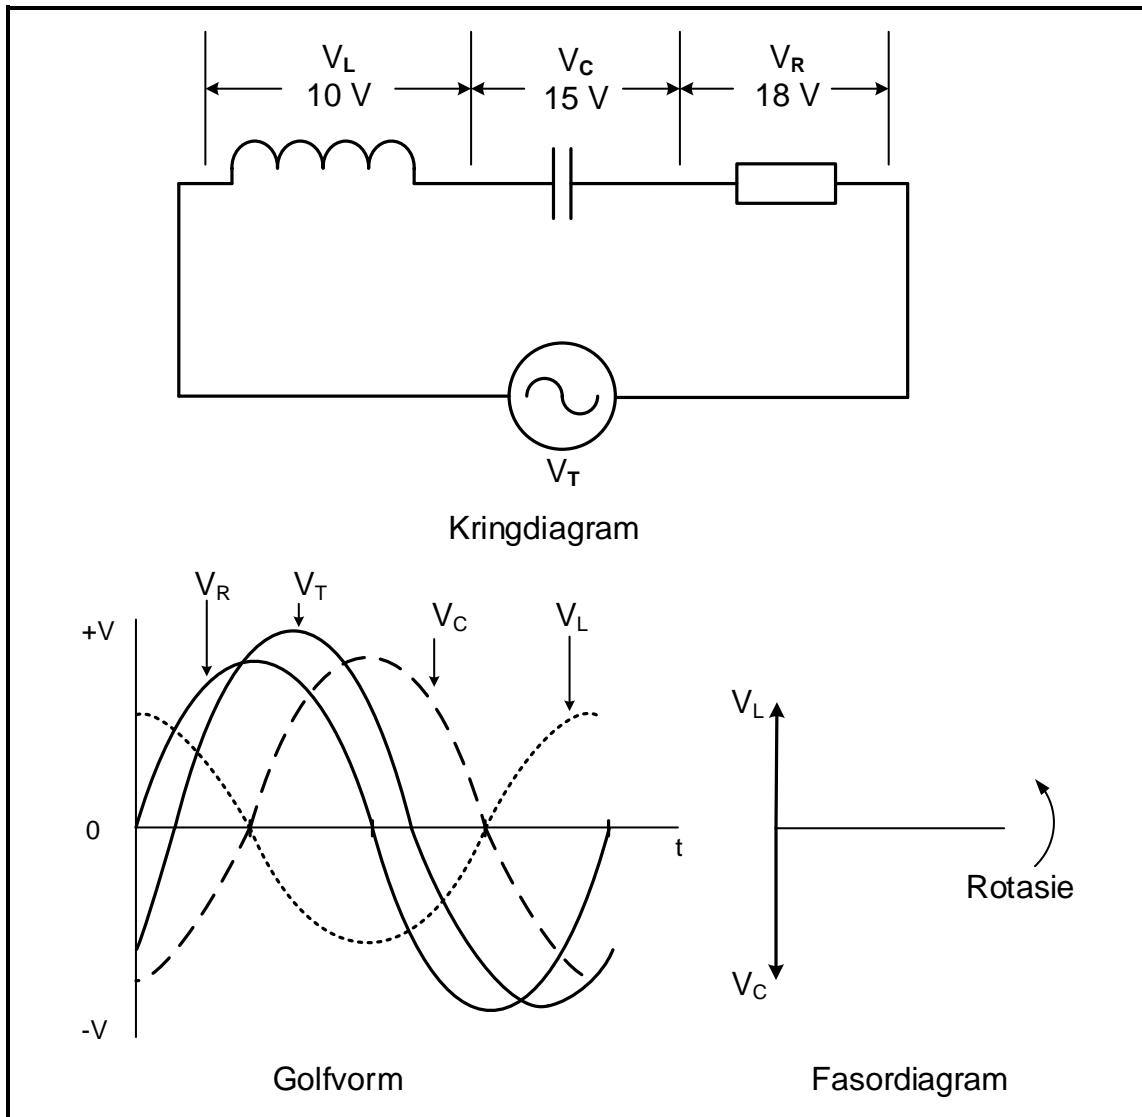 V_L V_C V_R
10 V 15 V 18 V
V_T
Kringdiagram
V_R V_T V_C V_L
+V
0
t
-V
Golfvorm
V_L
Rotasie
V_C
Fasordiagram